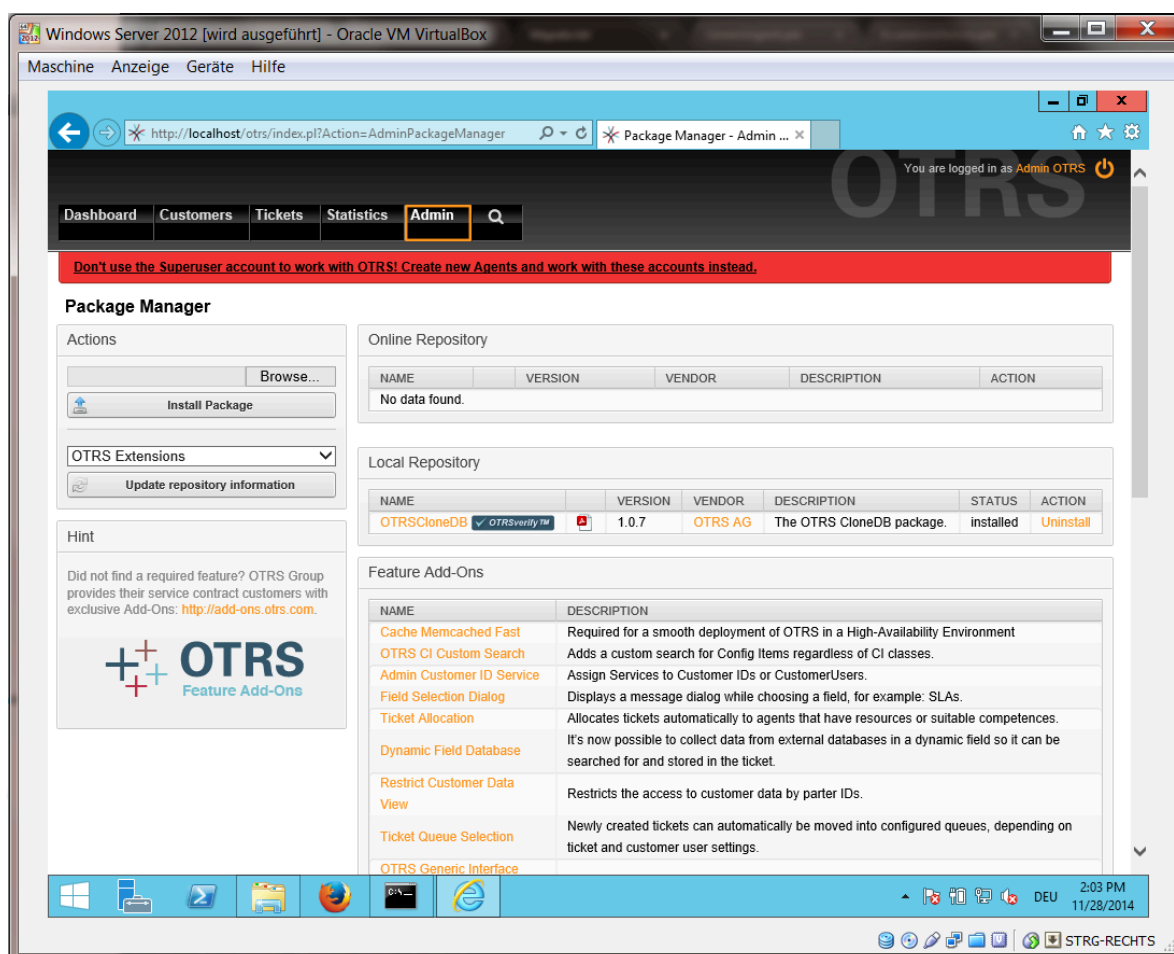 Windows Server 2012 [wird ausgeführt] - Oracle VM VirtualBox
Maschine Anzeige Geräte Hilfe
http://localhost/otrs/index.pl?Action=AdminPackageManager
Package Manager - Admin ...
OTRS
You are logged in as Admin OTRS
Dashboard Customers Tickets Statistics Admin
Don't use the Superuser account to work with OTRS! Create new Agents and work with these accounts instead.
Package Manager
Actions
Browse...
Install Package
OTRS Extensions
Update repository information
Hint
Did not find a required feature? OTRS Group
provides their service contract customers with
exclusive Add-Ons: http://add-ons.otrs.com.
OTRS
Feature Add-Ons
Online Repository
NAME VERSION VENDOR DESCRIPTION ACTION
No data found.
Local Repository
NAME VERSION VENDOR DESCRIPTION STATUS ACTION
OTRSCloneDB OTRSverify™ 1.0.7 OTRS AG The OTRS CloneDB package. installed Uninstall
Feature Add-Ons
NAME DESCRIPTION
Cache Memcached Fast Required for a smooth deployment of OTRS in a High-Availability Environment
OTRS CI Custom Search Adds a custom search for Config Items regardless of CI classes.
Admin Customer ID Service Assign Services to Customer IDs or CustomerUsers.
Field Selection Dialog Displays a message dialog while choosing a field, for example: SLAs.
Ticket Allocation Allocates tickets automatically to agents that have resources or suitable competences.
Dynamic Field Database It's now possible to collect data from external databases in a dynamic field so it can be
searched for and stored in the ticket.
Restrict Customer Data
View Restricts the access to customer data by parter IDs.
Ticket Queue Selection Newly created tickets can automatically be moved into configured queues, depending on
ticket and customer user settings.
OTRS Generic Interface
DEU
2:03 PM
11/28/2014
STRG-RECHTS